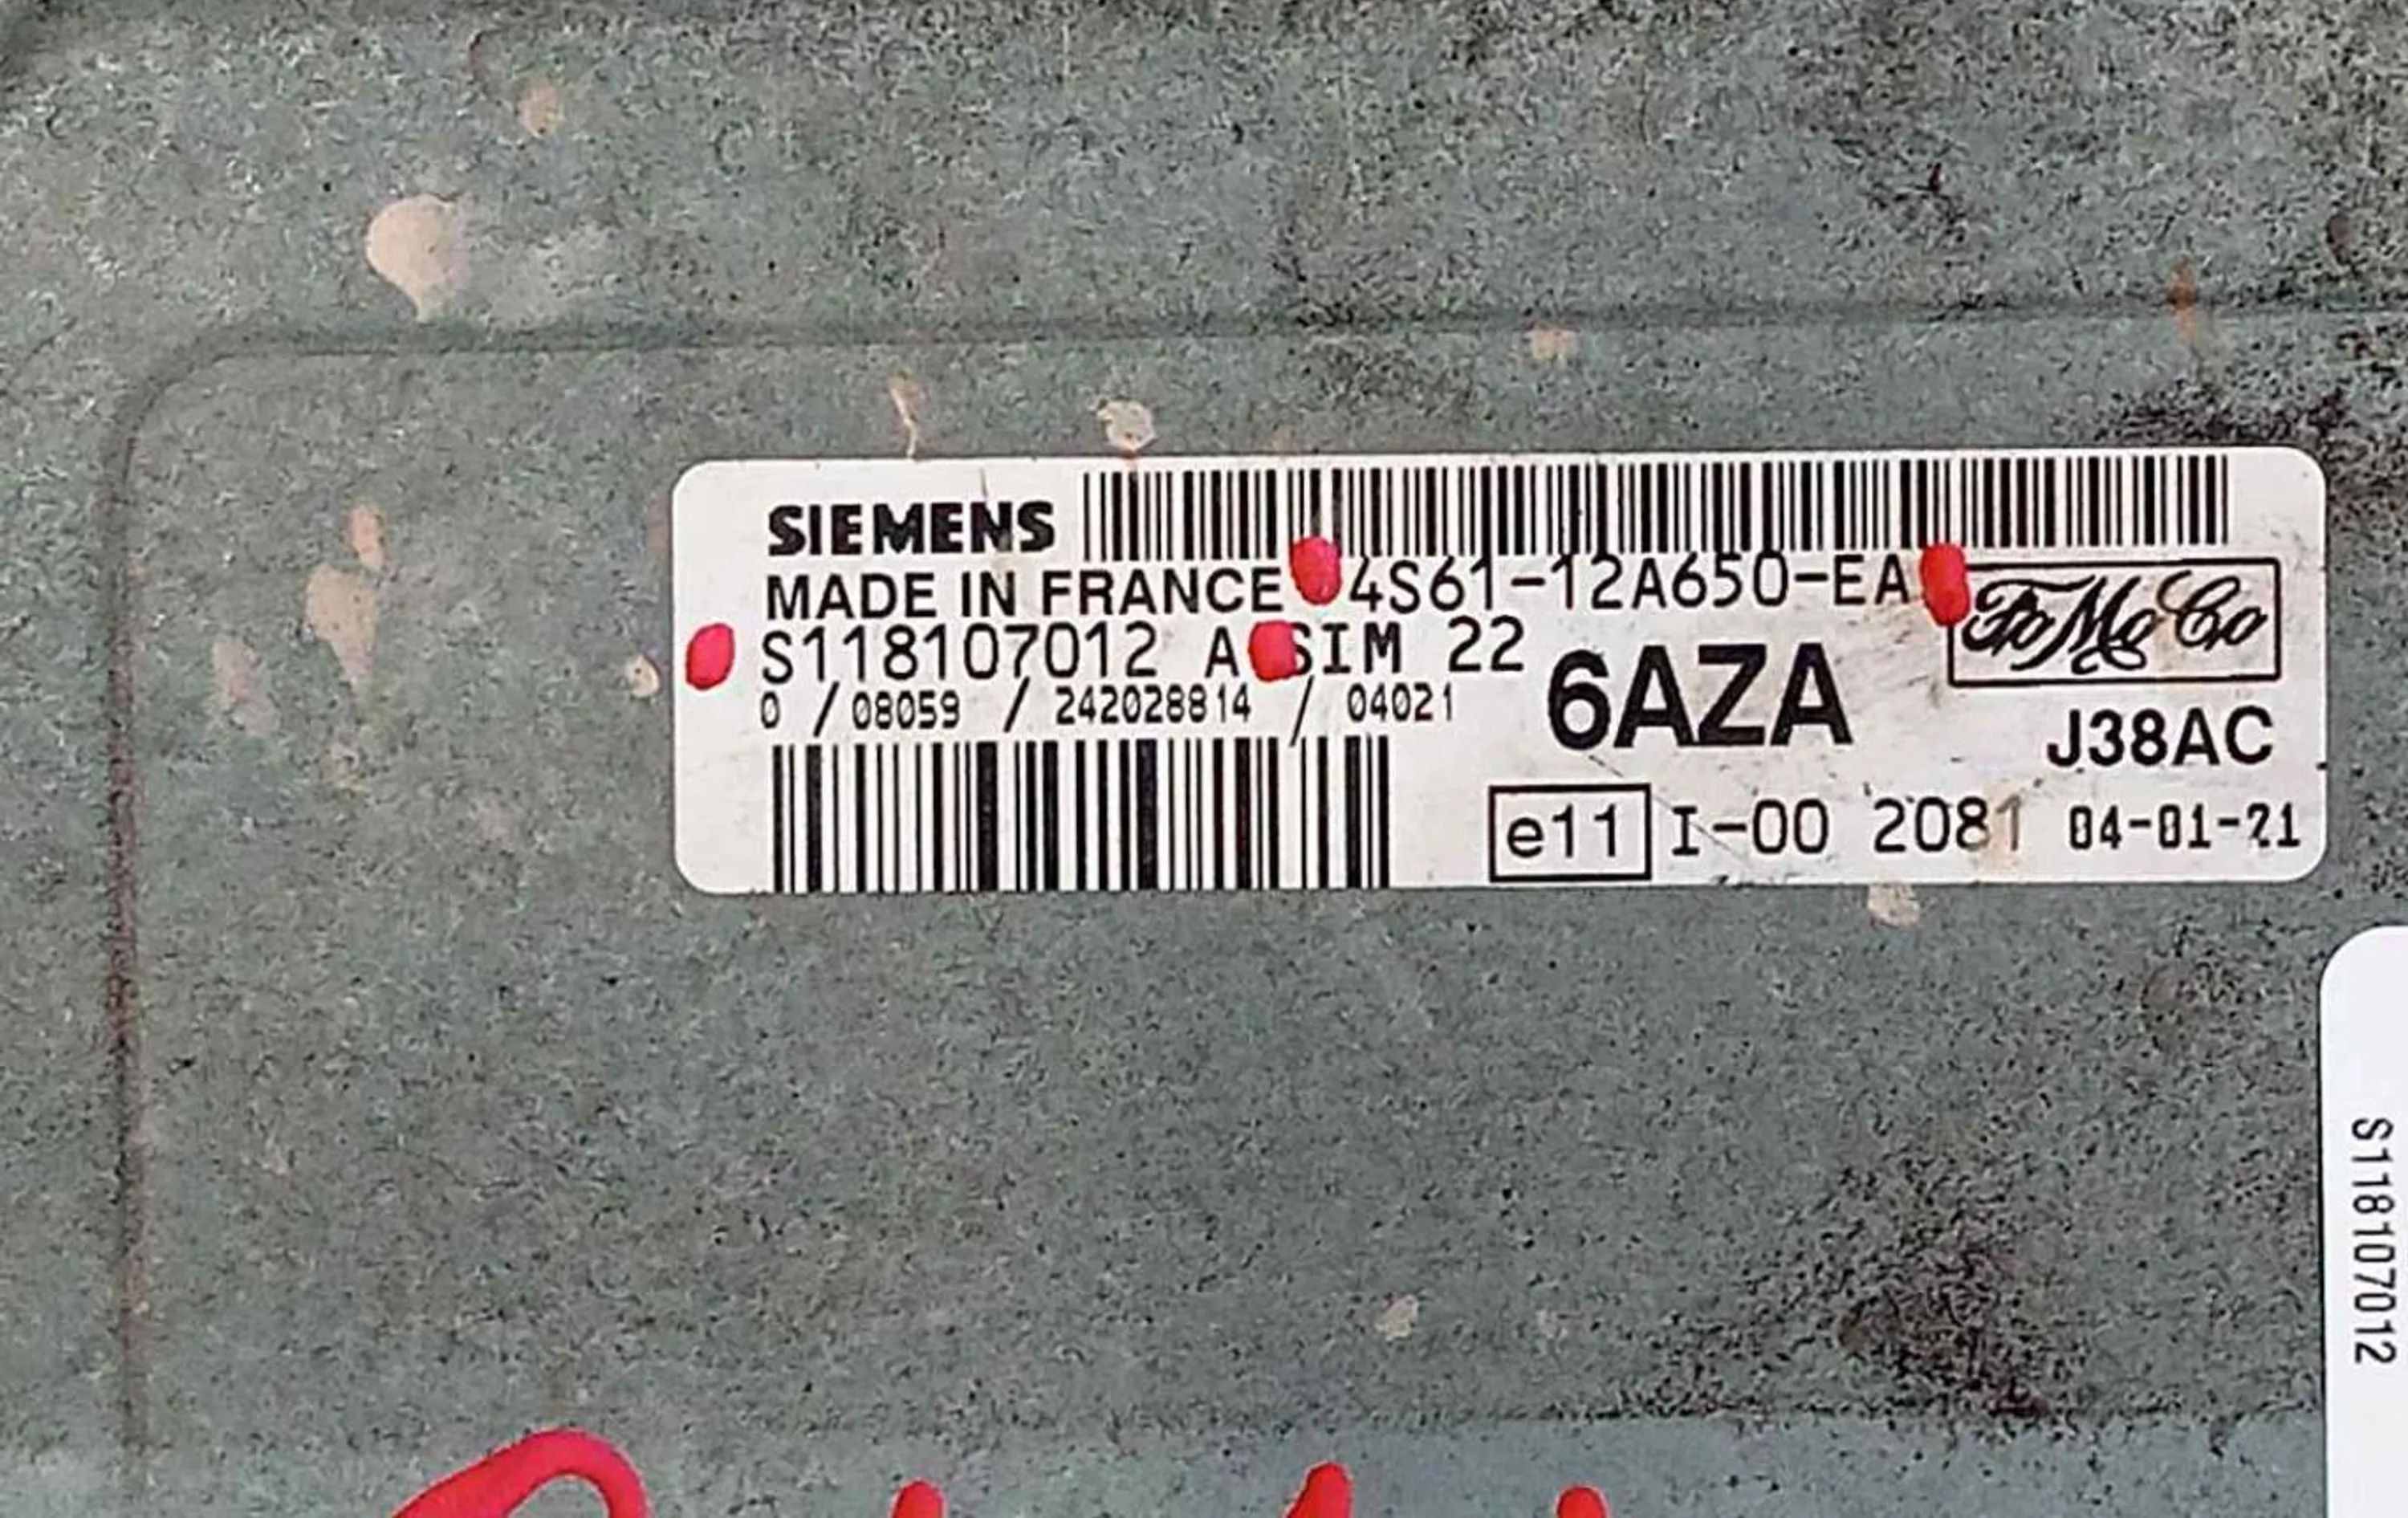 SIEMENS
MADE IN FRANCE 4S61-12A650-EA
FoMoCo
S118107012 A SIM 22
0 / 08059 / 242028814 / 04021
6AZA
J38AC
e11 I-00 2081 04-01-21
S118107012